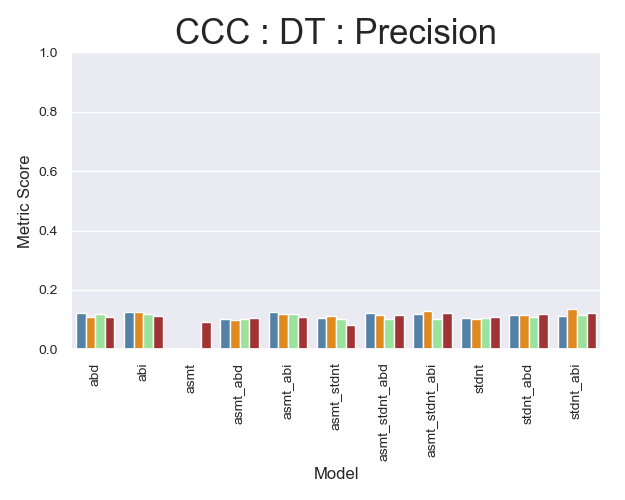 CCC : DT : Precision
1.0
0.8
0.6
0.4
0.2
0.0
Metric Score
abd
abi
asmt
asmt_abd
asmt_abi
asmt_stdnt
asmt_stdnt_abd
asmt_stdnt_abi
stdnt
stdnt_abd
stdnt_abi
Model